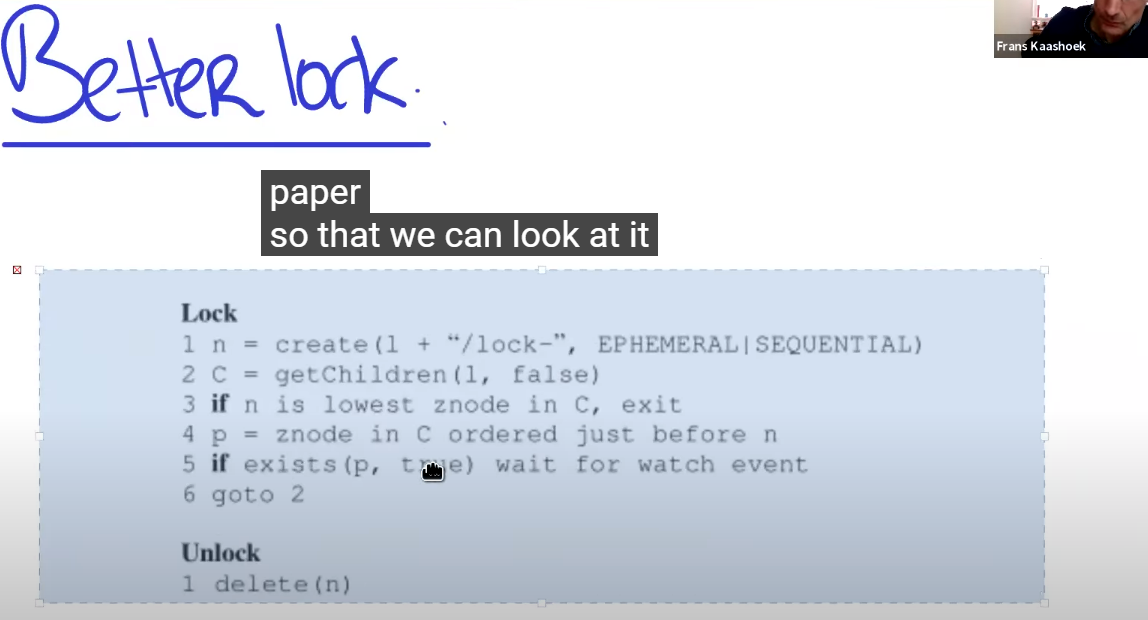 Better lock.
Frans Kaashoek
paper
so that we can look at it
Lock
1 n = create(l + “/lock-”, EPHEMERAL|SEQUENTIAL)
2 C = getChildren(l, false)
3 if n is lowest znode in C, exit
4 p = znode in C ordered just before n
5 if exists(p, true) wait for watch event
6 goto 2
Unlock
1 delete(n)